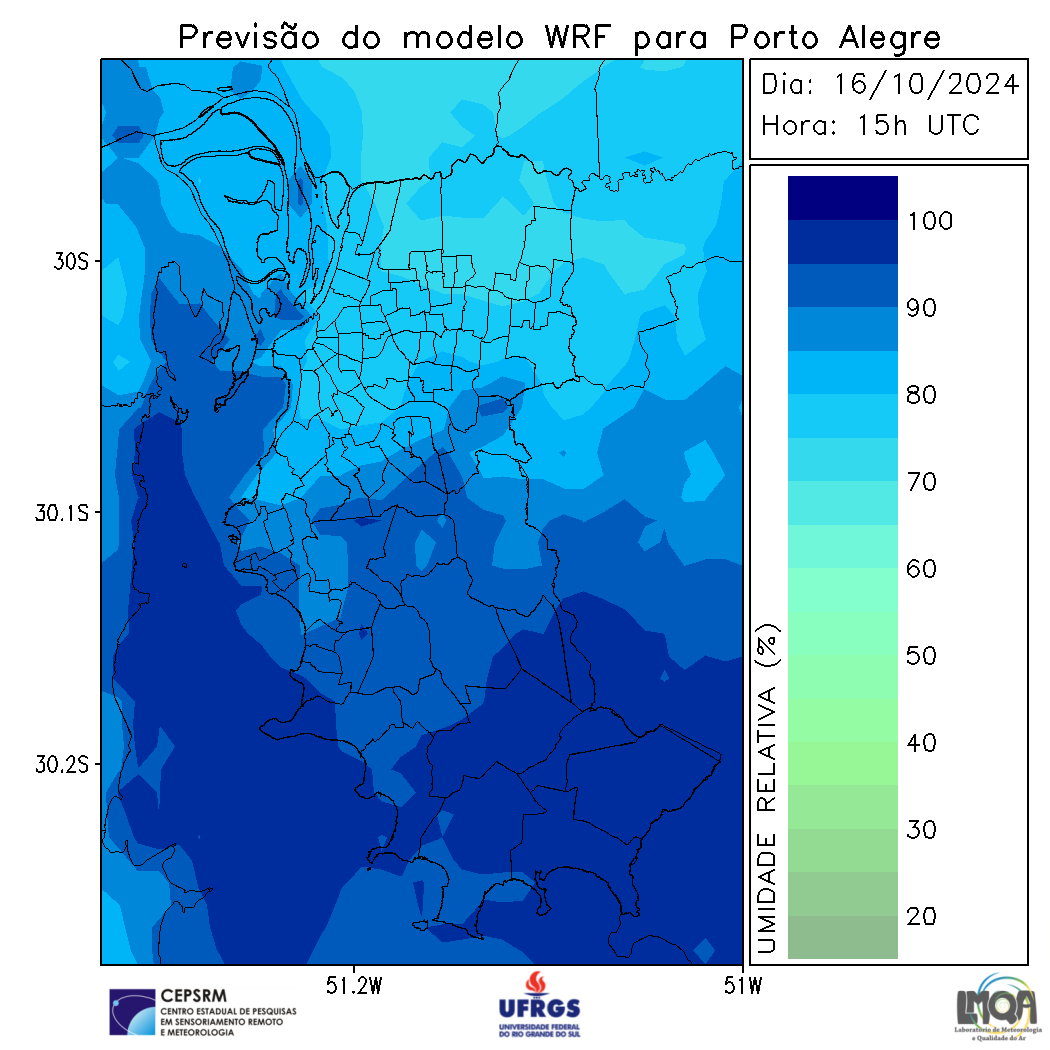 Previsão do modelo WRF para Porto Alegre
Dia: 16/10/2024
Hora: 15h UTC
30S
30.1S
30.2S
51.2W
51W
UMIDADE RELATIVA (%)
100
90
80
70
60
50
40
30
20
CEPSRM
CENTRO ESTADUAL DE PESQUISAS
EM SENSORIAMENTO REMOTO
E METEOROLOGIA
UFRGS
UNIVERSIDADE FEDERAL
DO RIO GRANDE DO SUL
LMQA
Laboratório de Meteorologia
e Qualidade do Ar